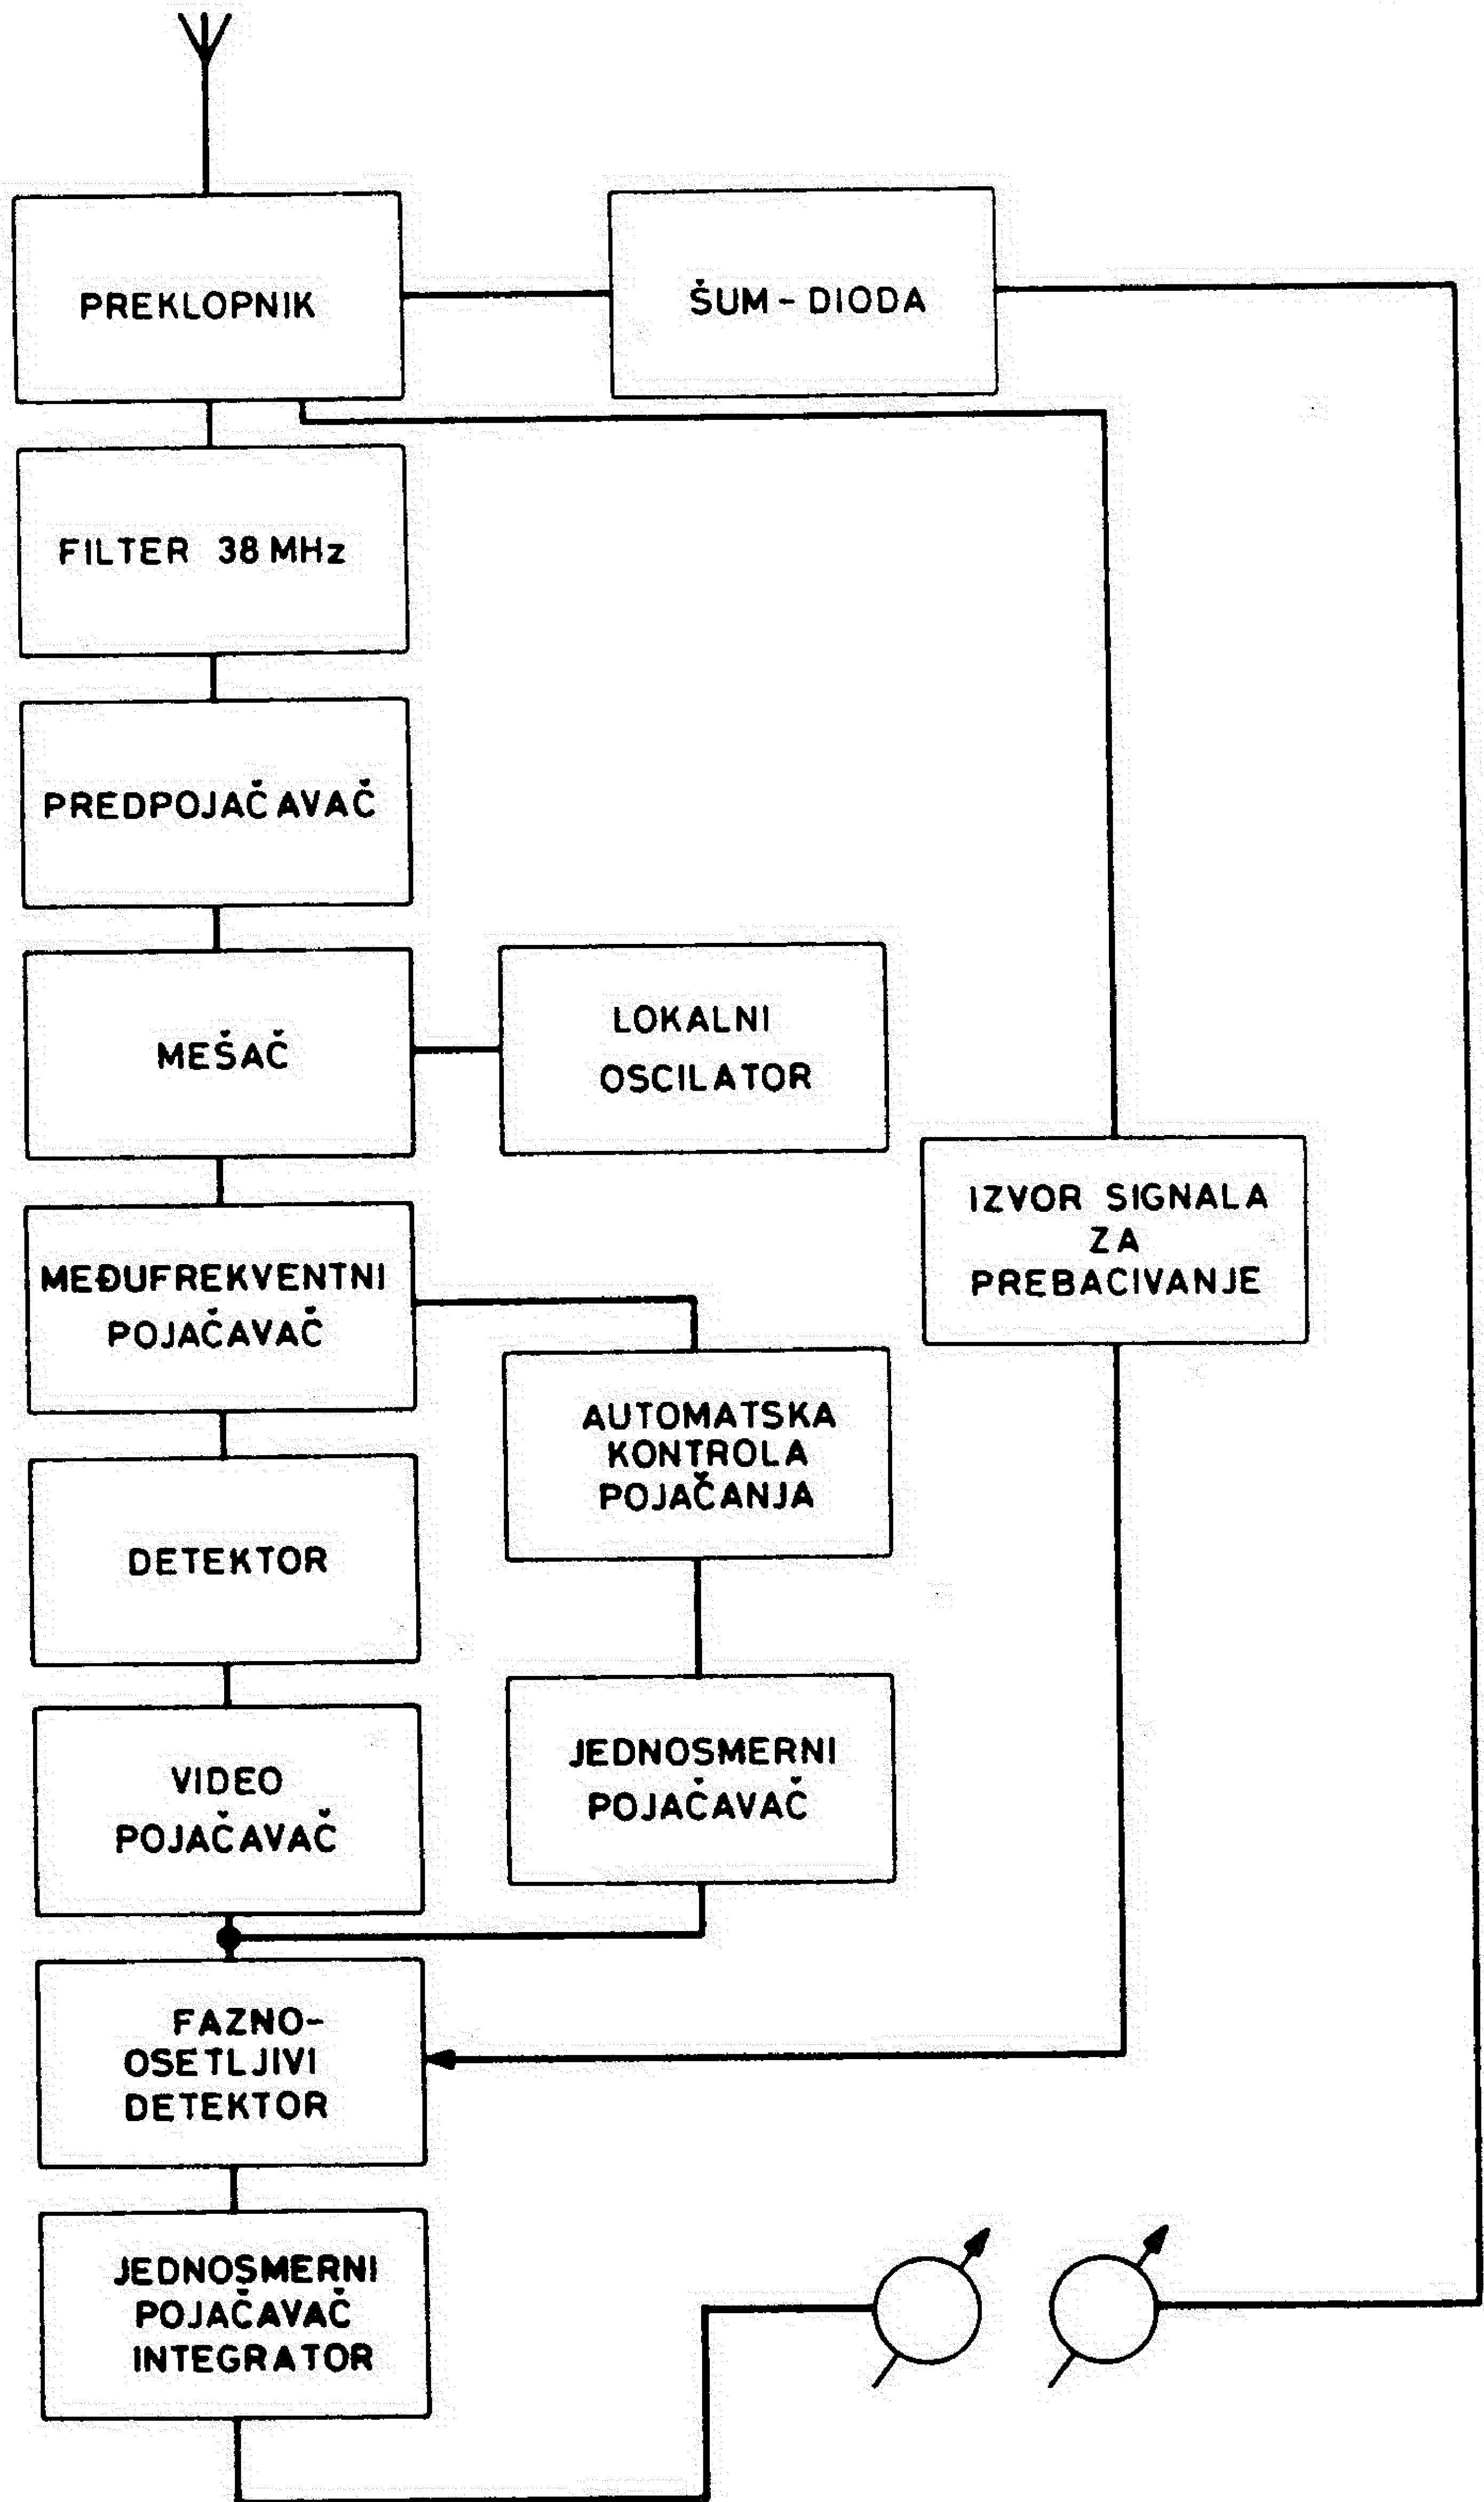 PREKLOPNIK
ŠUM - DIODA
FILTER 38 MHz
PREDPOJAČAVAČ
MEŠAČ
LOKALNI
OSCILATOR
IZVOR SIGNALA
ZA
PREBACIVANJE
MEĐUFREKVENTNI
POJAČAVAČ
AUTOMATSKA
KONTROLA
POJAČANJA
DETEKTOR
JEDNOSMERNI
POJAČAVAČ
VIDEO
POJAČAVAČ
FAZNO-
OSETLJIVI
DETEKTOR
JEDNOSMERNI
POJAČAVAČ
INTEGRATOR